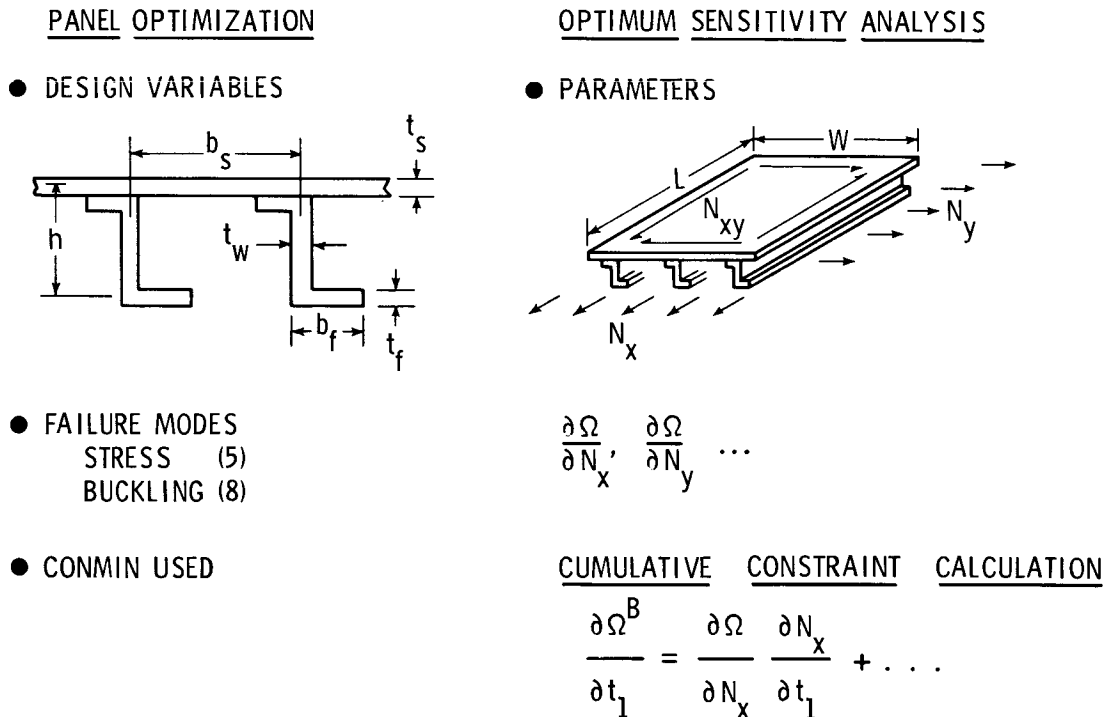 PANEL OPTIMIZATION
● DESIGN VARIABLES
b_s
t_s
h
t_w
b_f
t_f
● FAILURE MODES
STRESS (5)
BUCKLING (8)
● CONMIN USED
OPTIMUM SENSITIVITY ANALYSIS
● PARAMETERS
W
L
N_xy
N_y
N_x
∂Ω/∂N_x, ∂Ω/∂N_y ...
CUMULATIVE CONSTRAINT CALCULATION
∂Ω^B/∂t_1 = ∂Ω/∂N_x ∂N_x/∂t_1 + . . .